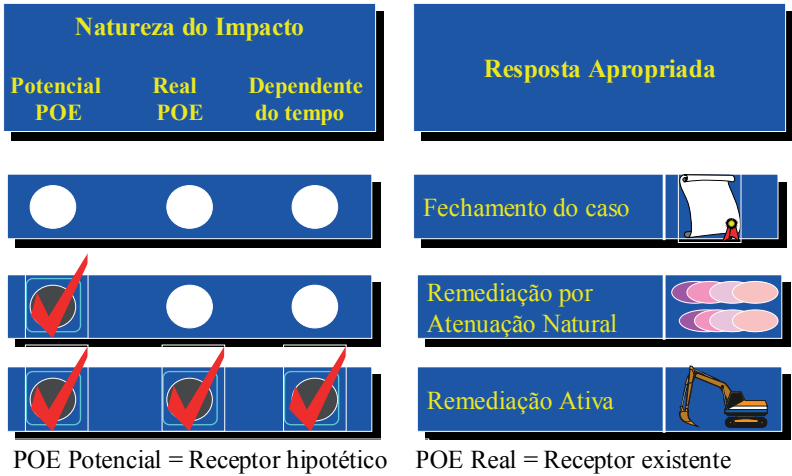 Natureza do Impacto
Potencial POE
Real POE
Dependente do tempo
Resposta Apropriada
Fechamento do caso
Remediação por
Atenuação Natural
Remediação Ativa
POE Potencial = Receptor hipotético
POE Real = Receptor existente